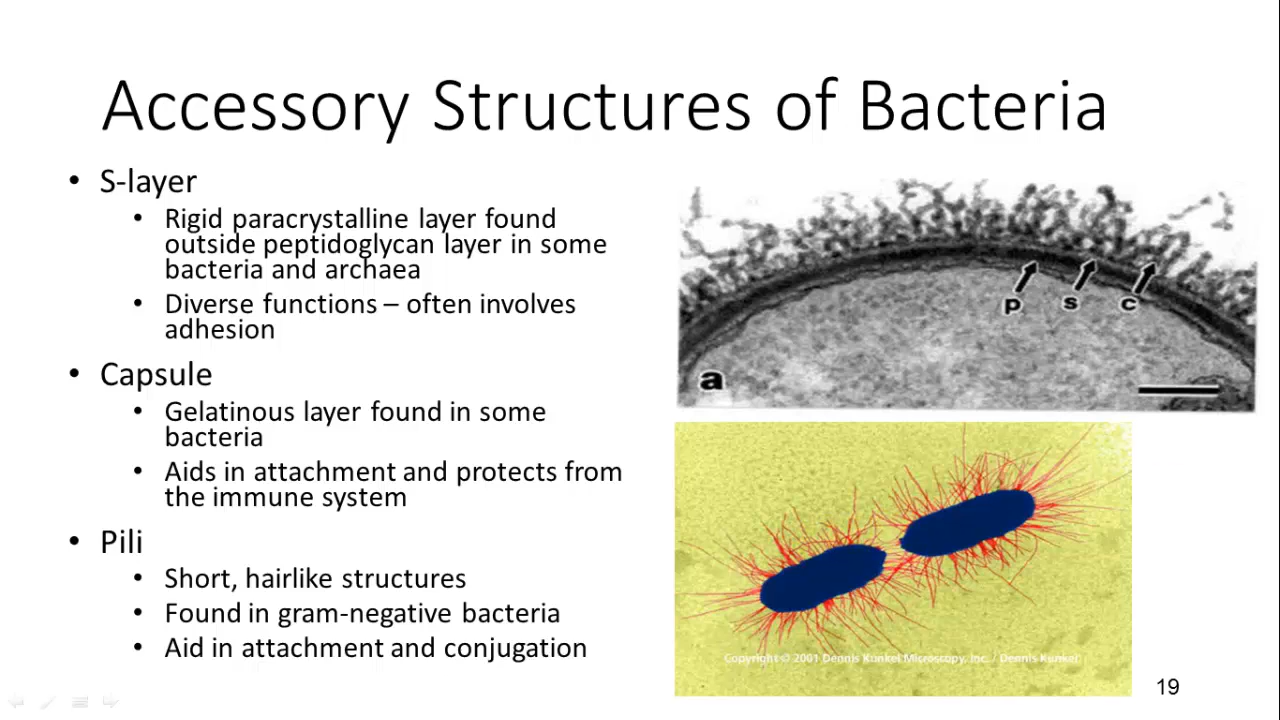 Accessory Structures of Bacteria
• S-layer
• Rigid paracrystalline layer found
outside peptidoglycan layer in some
bacteria and archaea
• Diverse functions – often involves
adhesion
• Capsule
• Gelatinous layer found in some
bacteria
• Aids in attachment and protects from
the immune system
• Pili
• Short, hairlike structures
• Found in gram-negative bacteria
• Aid in attachment and conjugation
p s c
a
Copyright © 2001 Dennis Kunkel Microscopy, Inc. / Dennis Kunkel
19